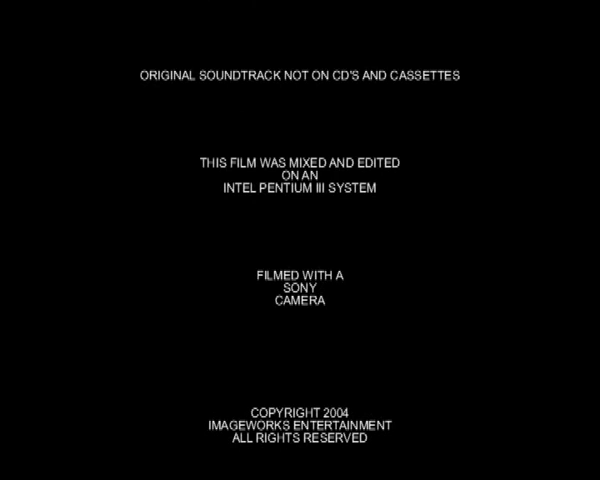 ORIGINAL SOUNDTRACK NOT ON CD'S AND CASSETTES
THIS FILM WAS MIXED AND EDITED
ON AN
INTEL PENTIUM III SYSTEM
FILMED WITH A
SONY
CAMERA
COPYRIGHT 2004
IMAGEWORKS ENTERTAINMENT
ALL RIGHTS RESERVED